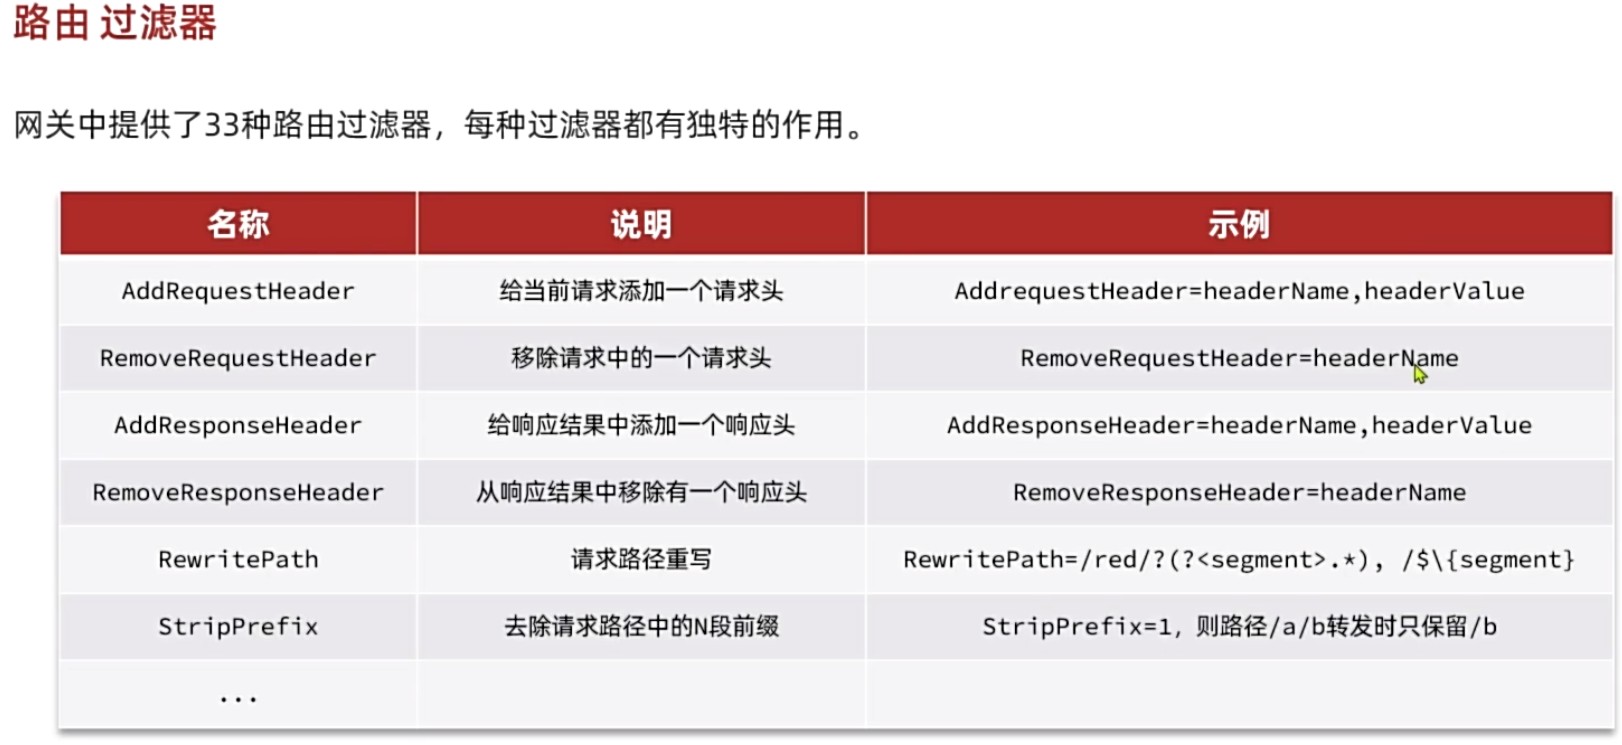 路由 过滤器
网关中提供了33种路由过滤器，每种过滤器都有独特的作用。
名称 说明 示例
AddRequestHeader 给当前请求添加一个请求头 AddrequestHeader=headerName,headerValue
RemoveRequestHeader 移除请求中的一个请求头 RemoveRequestHeader=headerName
AddResponseHeader 给响应结果中添加一个响应头 AddResponseHeader=headerName,headerValue
RemoveResponseHeader 从响应结果中移除有一个响应头 RemoveResponseHeader=headerName
RewritePath 请求路径重写 RewritePath=/red/?(?<segment>.*), /$\{segment}
StripPrefix 去除请求路径中的N段前缀 StripPrefix=1，则路径/a/b转发时只保留/b
...